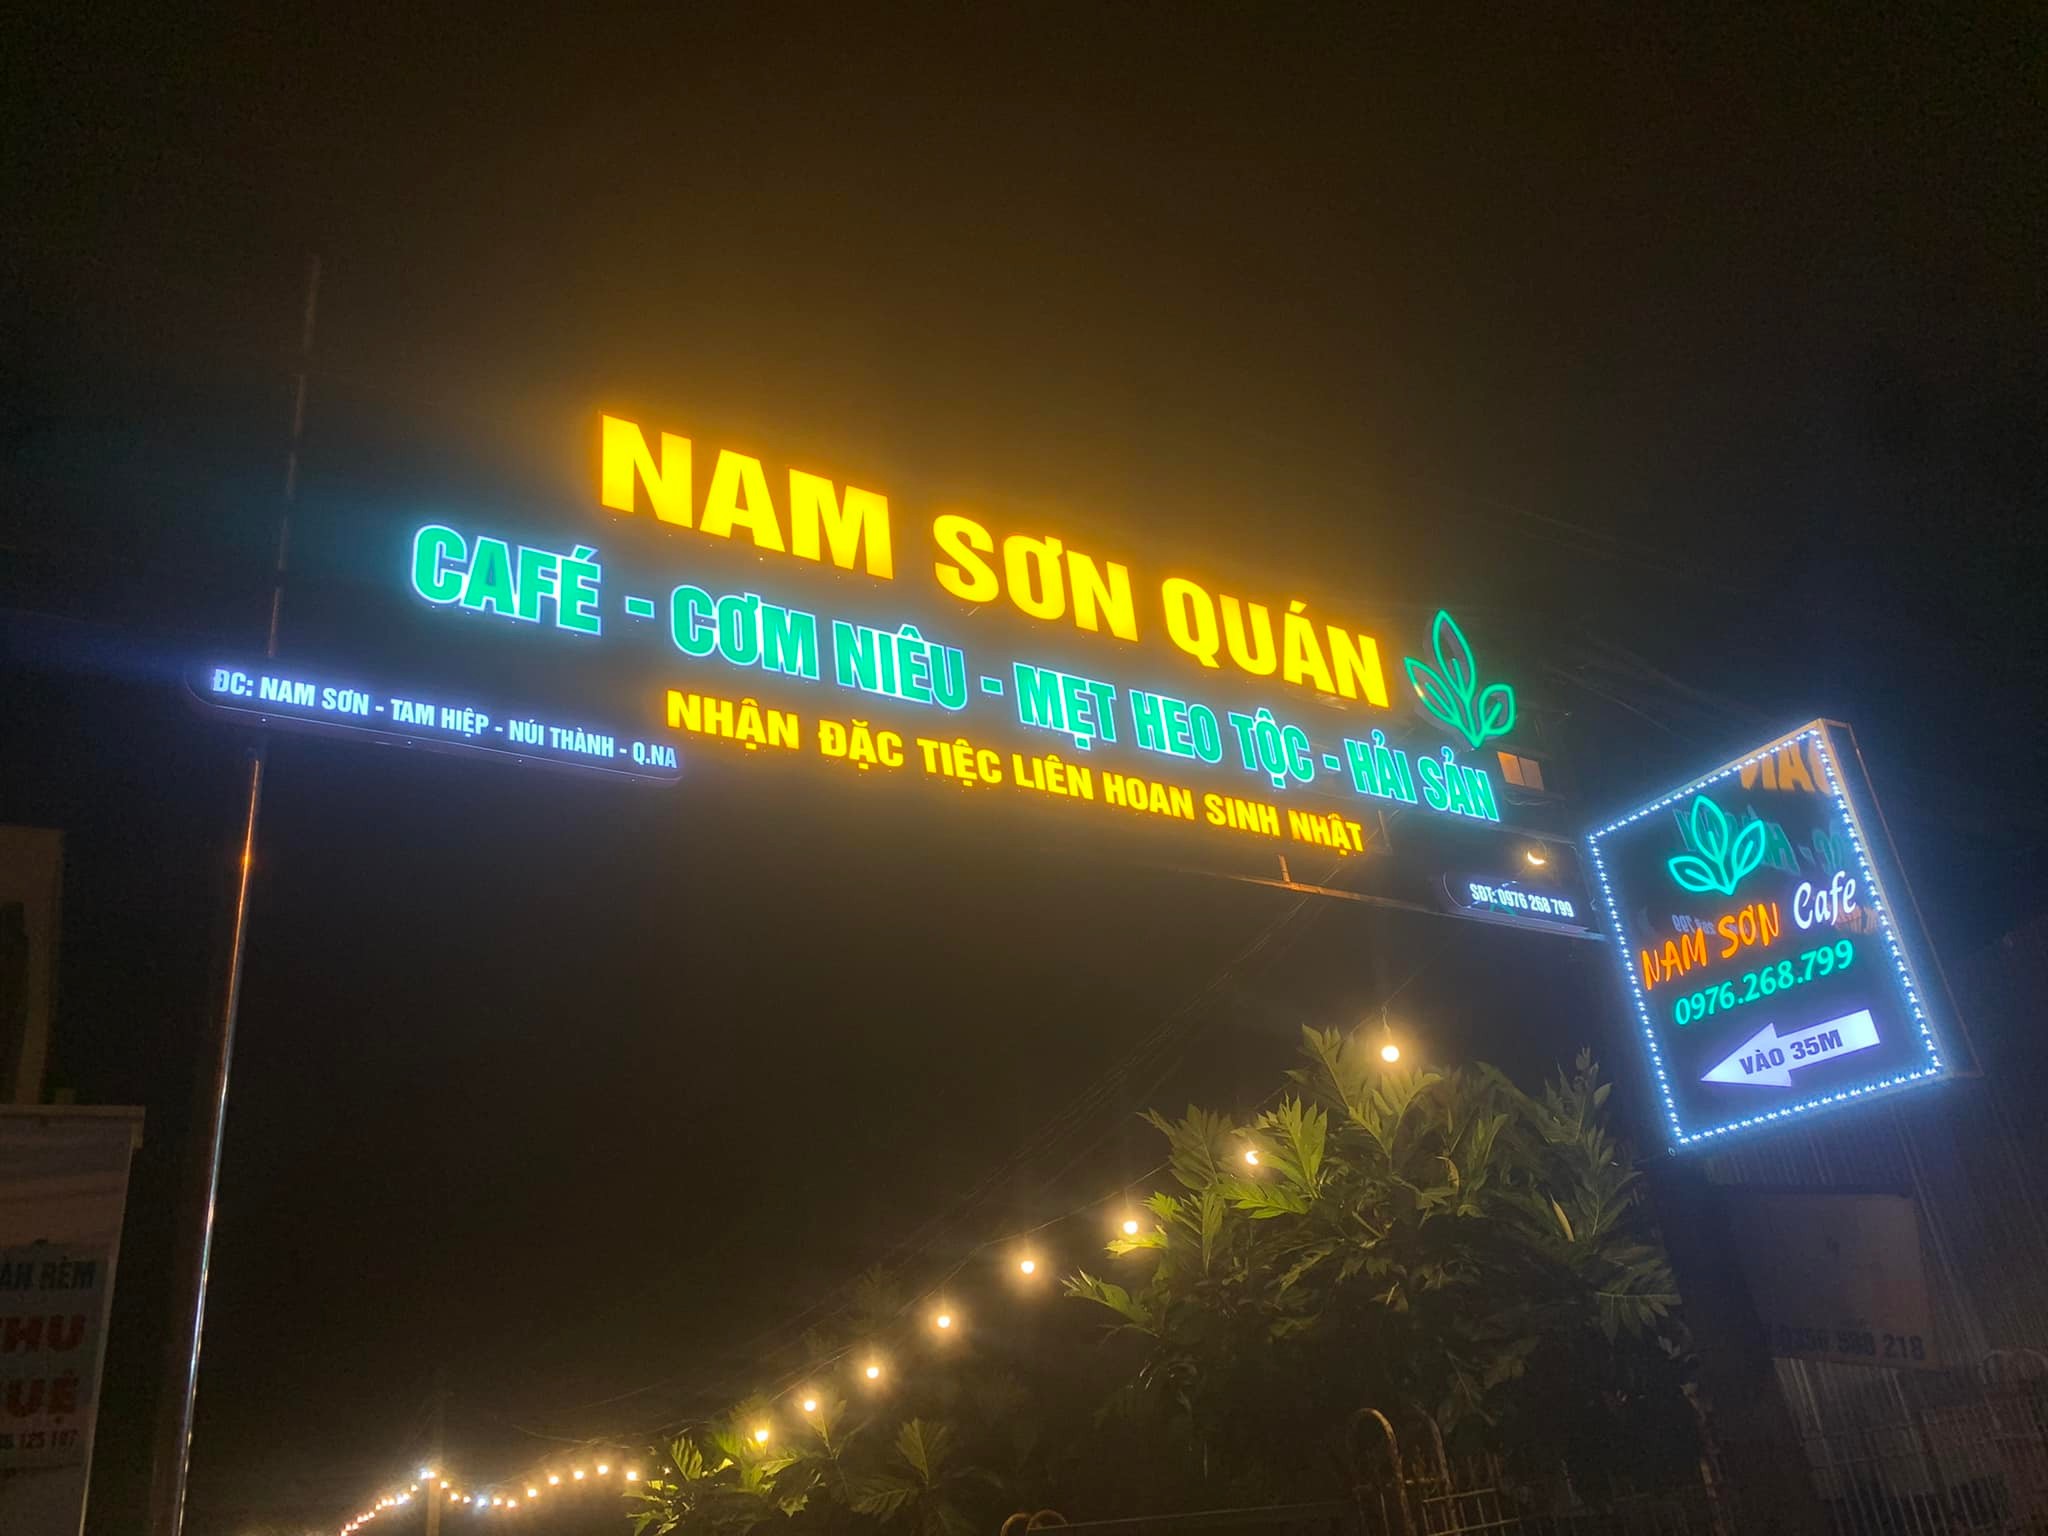 NAM SƠN QUÁN
CAFÉ - CƠM NIÊU - MẸT HEO TỘC - HẢI SẢN
NHẬN ĐẶC TIỆC LIÊN HOAN SINH NHẬT
ĐC: NAM SƠN - TAM HIỆP - NÚI THÀNH - Q.NA
SĐT: 0976 268 799
NAM SƠN Cafe
0976.268.799
VÀO 35M
RÈM